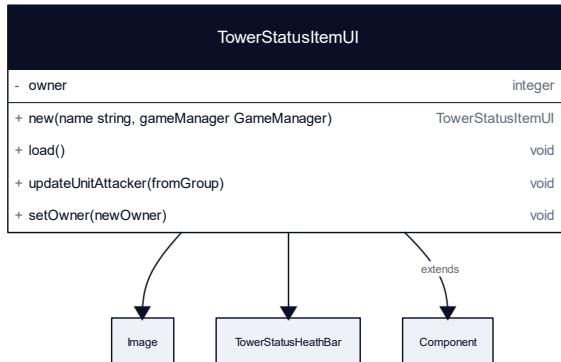 TowerStatusItemUI
- owner integer
+ new(name string, gameManager GameManager) TowerStatusItemUI
+ load() void
+ updateUnitAttacker(fromGroup) void
+ setOwner(newOwner) void
extends
Image TowerStatusHeathBar Component